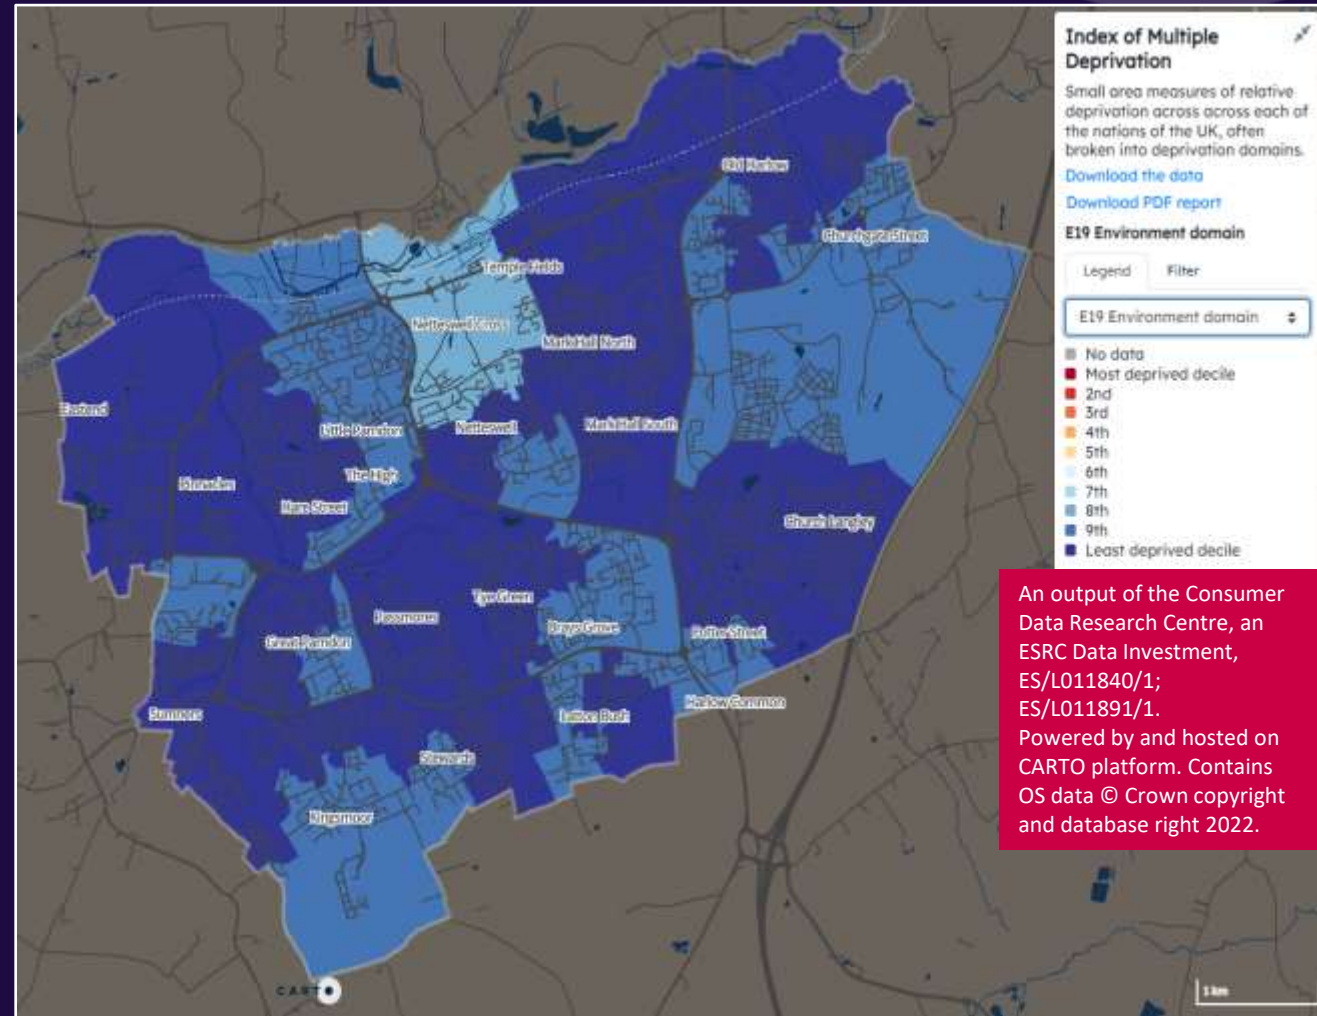 Index of Multiple
Deprivation
Small area measures of relative
deprivation across across each of
the nations of the UK, often
broken into deprivation domains.
Download the data
Download PDF report
E19 Environment domain
Legend Filter
E19 Environment domain
No data
Most deprived decile
2nd
3rd
4th
5th
6th
7th
8th
9th
Least deprived decile
An output of the Consumer
Data Research Centre, an
ESRC Data Investment,
ES/L011840/1;
ES/L011891/1.
Powered by and hosted on
CARTO platform. Contains
OS data © Crown copyright
and database right 2022.
Old Harlow
Churchgate Street
Temple Fields
Netteswell Cross
Mark Hall North
Eastend
Little Parndon
Netteswell
Mark Hall South
The High
Pinnacles
Hare Street
Church Langley
Tye Green
Passmores
Brays Grove
Potter Street
Great Parndon
Harlow Common
Sumners
Latton Bush
Stewards
Kingsmoor
CARTO
1 km